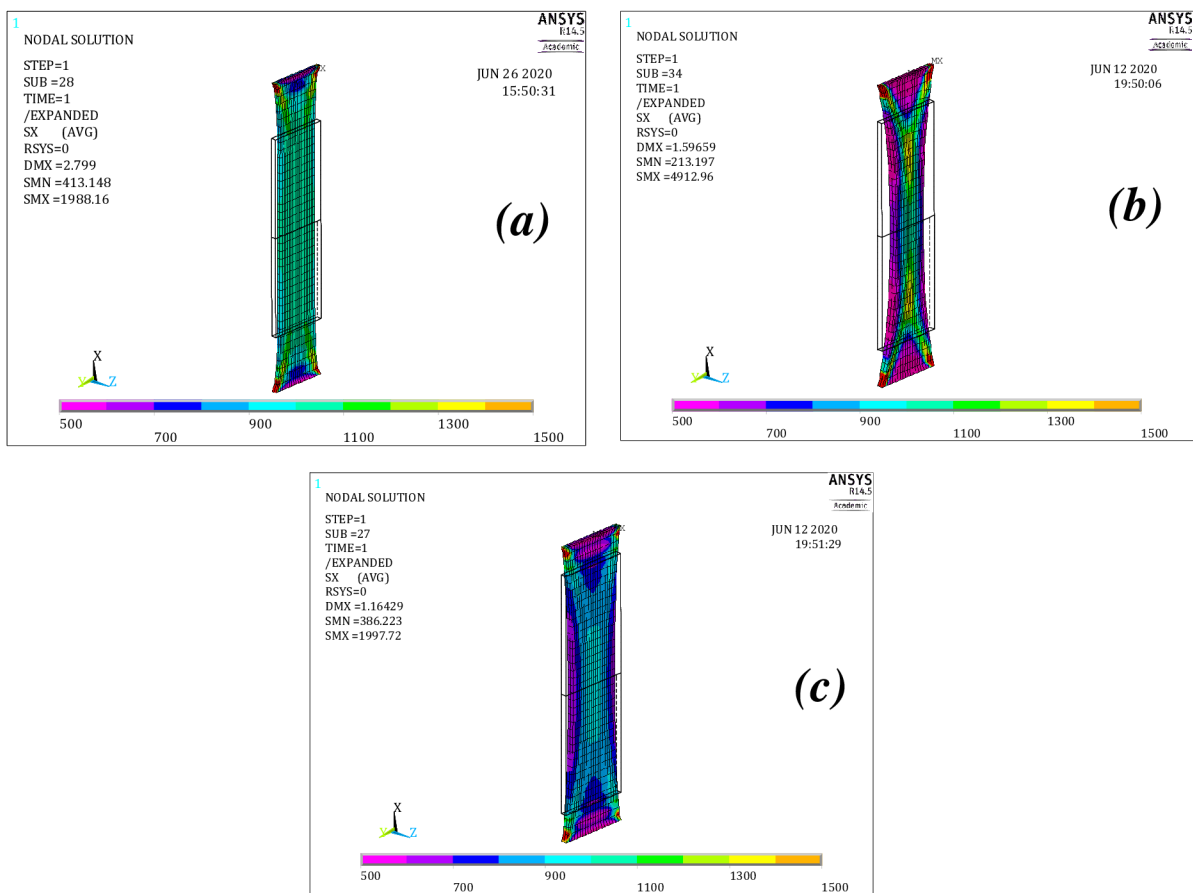 1
ANSYS
R14.5
Academic
NODAL SOLUTION
STEP=1
SUB =28
TIME=1
/EXPANDED
SX (AVG)
RSYS=0
DMX =2.799
SMN =413.148
SMX =1988.16
JUN 26 2020
15:50:31
X
(a)
X
Y
Z
500
700
900
1100
1300
1500
1
ANSYS
R14.5
Academic
NODAL SOLUTION
STEP=1
SUB =34
TIME=1
/EXPANDED
SX (AVG)
RSYS=0
DMX =1.59659
SMN =213.197
SMX =4912.96
JUN 12 2020
19:50:06
MX
(b)
X
Y
Z
500
700
900
1100
1300
1500
1
ANSYS
R14.5
Academic
NODAL SOLUTION
STEP=1
SUB =27
TIME=1
/EXPANDED
SX (AVG)
RSYS=0
DMX =1.16429
SMN =386.223
SMX =1997.72
JUN 12 2020
19:51:29
X
(c)
X
Y
Z
500
700
900
1100
1300
1500